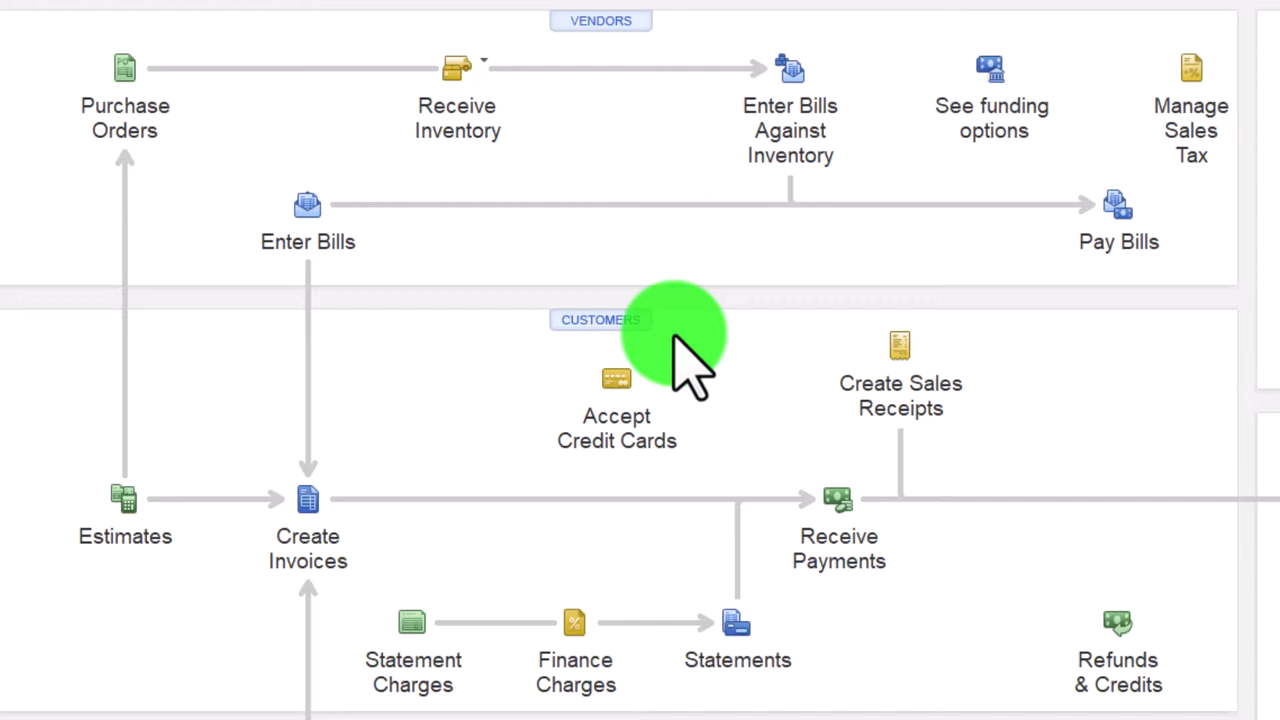 VENDORS
Purchase
Orders
Receive
Inventory
Enter Bills
Against
Inventory
See funding
options
Manage
Sales
Tax
Enter Bills
Pay Bills
CUSTOMERS
Accept
Credit Cards
Create Sales
Receipts
Estimates
Create
Invoices
Receive
Payments
Statement
Charges
Finance
Charges
Statements
Refunds
& Credits